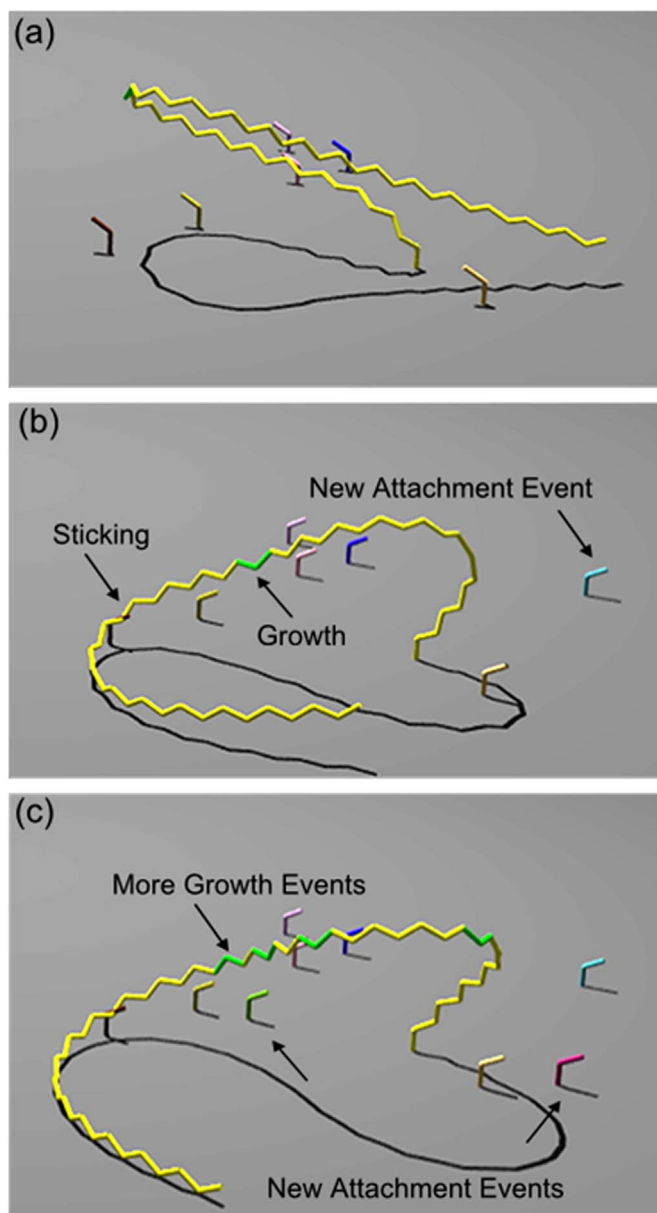 (a)
(b)
New Attachment Event
Sticking
Growth
(c)
More Growth Events
New Attachment Events